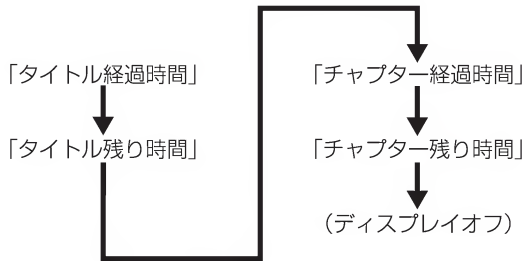 「タイトル経過時間」
「タイトル残り時間」
「チャプター経過時間」
「チャプター残り時間」
（ディスプレイオフ）